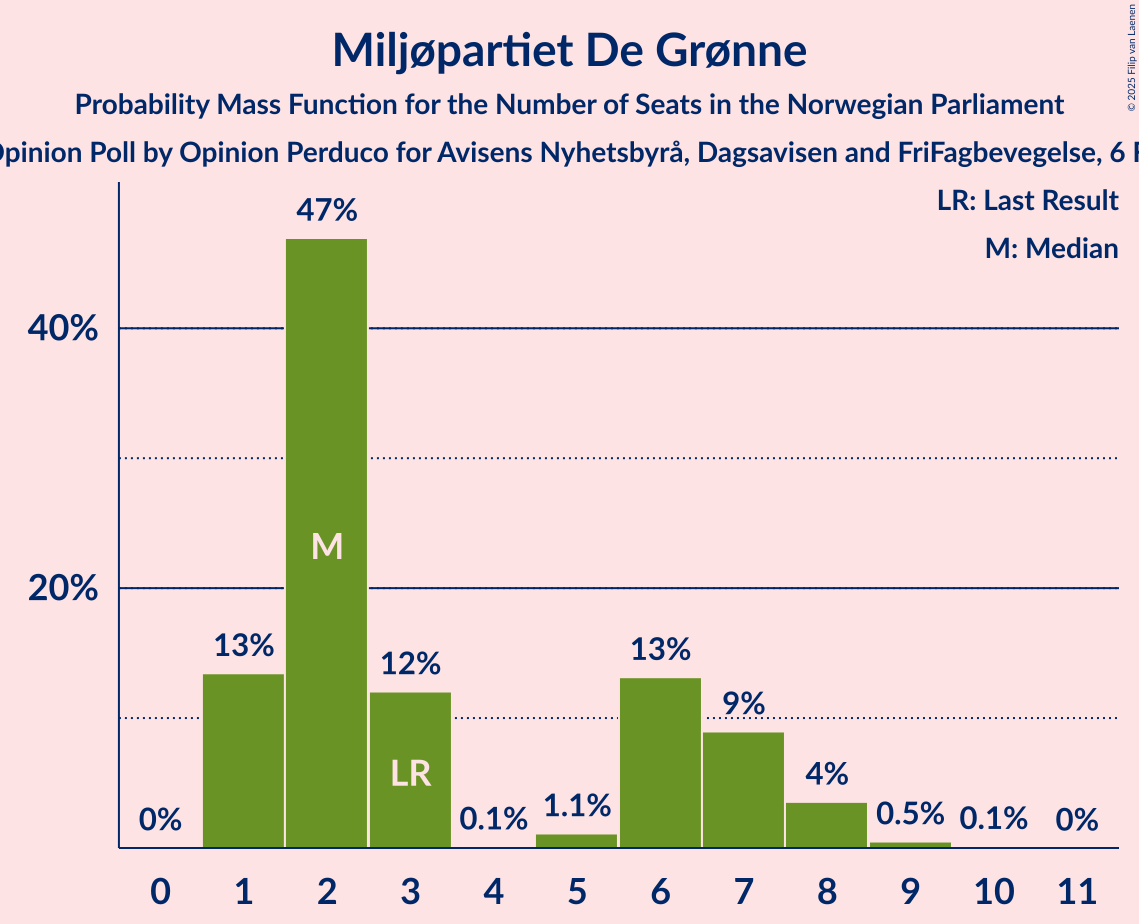 Miljøpartiet De Grønne
Probability Mass Function for the Number of Seats in the Norwegian Parliament
Opinion Poll by Opinion Perduco for Avisens Nyhetsbyrå, Dagsavisen and FriFagbevegelse, 6
© 2025 Filip van Laenen
LR: Last Result
M: Median
40%
20%
0%
13%
47%
12%
0.1%
1.1%
13%
9%
4%
0.5%
0.1%
0%
M
LR
0 1 2 3 4 5 6 7 8 9 10 11